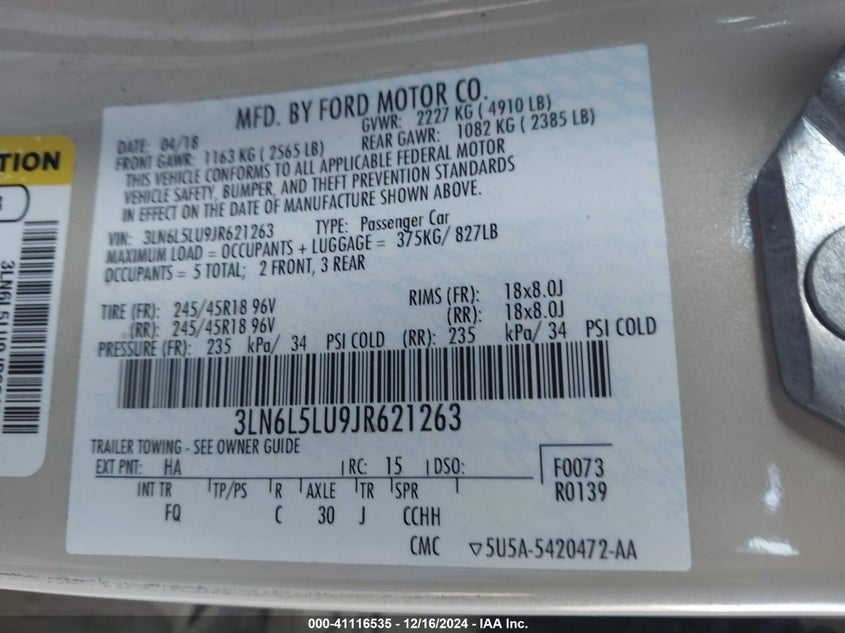 MFD. BY FORD MOTOR CO.
DATE: 04/18 GVWR: 2227 KG ( 4910 LB)
FRONT GAWR: 1163 KG ( 2565 LB) REAR GAWR: 1082 KG ( 2385 LB)
THIS VEHICLE CONFORMS TO ALL APPLICABLE FEDERAL MOTOR
VEHICLE SAFETY, BUMPER, AND THEFT PREVENTION STANDARDS
IN EFFECT ON THE DATE OF MANUFACTURE SHOWN ABOVE.
VIN: 3LN6L5LU9JR621263 TYPE: Passenger Car
MAXIMUM LOAD = OCCUPANTS + LUGGAGE = 375KG/ 827LB
OCCUPANTS = 5 TOTAL; 2 FRONT, 3 REAR
TIRE (FR): 245/45R18 96V RIMS (FR): 18x8.0J
(RR): 245/45R18 96V (RR): 18x8.0J
PRESSURE (FR): 235 kPa/ 34 PSI COLD (RR): 235 kPa/ 34 PSI COLD
3LN6L5LU9JR621263
TRAILER TOWING - SEE OWNER GUIDE
EXT PNT: HA RC: 15 DSO: F0073
INT TR TP/PS R AXLE TR SPR R0139
FQ C 30 J CCHH
CMC ▽5U5A-5420472-AA
TION
000-41116535 - 12/16/2024 - IAA Inc.